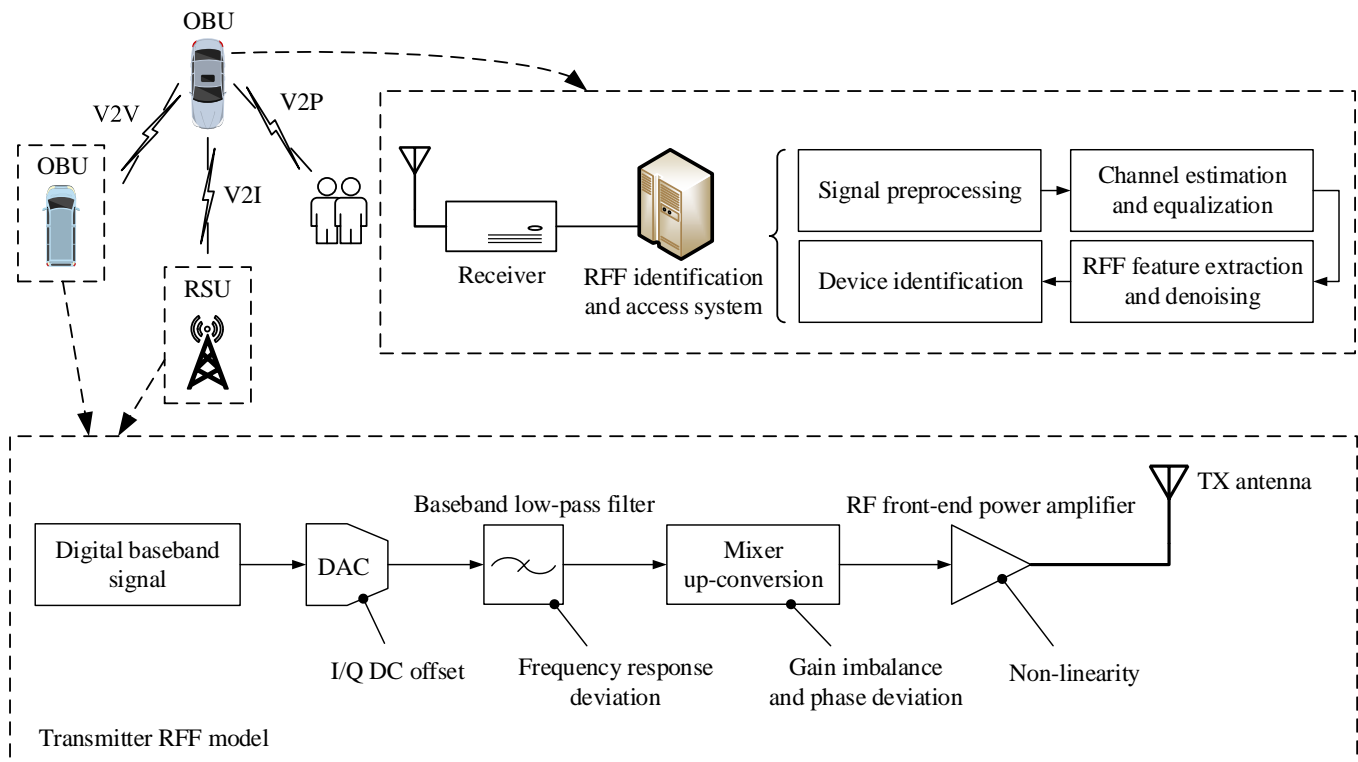 OBU
V2V
V2P
OBU
V2I
RSU
Receiver
RFF identification
and access system
Signal preprocessing
Channel estimation
and equalization
Device identification
RFF feature extraction
and denoising
Baseband low-pass filter
RF front-end power amplifier
TX antenna
Digital baseband
signal
DAC
Mixer
up-conversion
I/Q DC offset
Frequency response
deviation
Gain imbalance
and phase deviation
Non-linearity
Transmitter RFF model